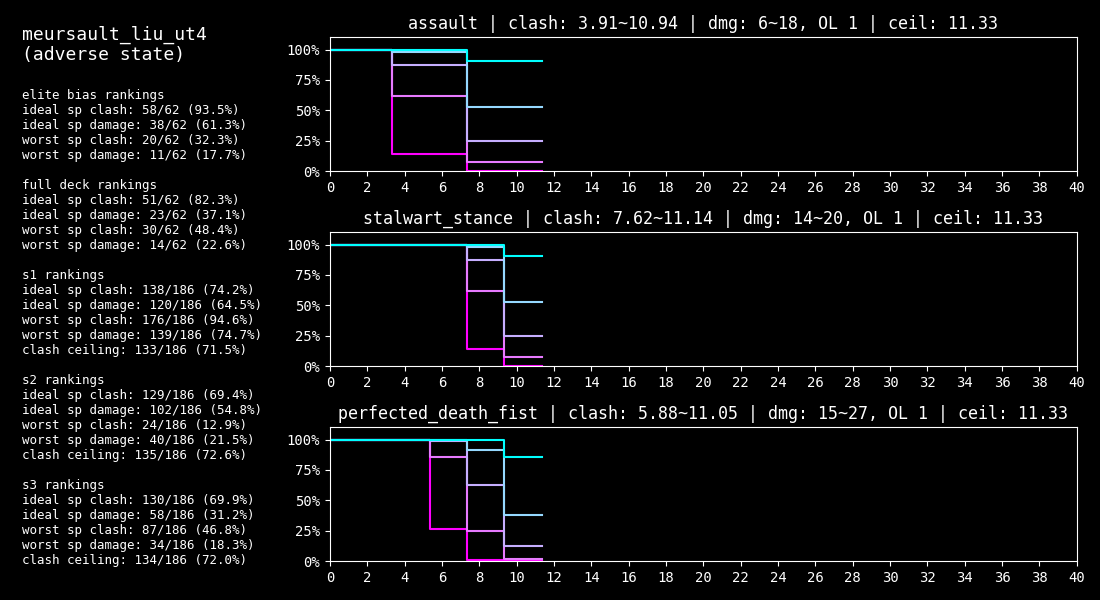 meursault_liu_ut4
(adverse state)
elite bias rankings
ideal sp clash: 58/62 (93.5%)
ideal sp damage: 38/62 (61.3%)
worst sp clash: 20/62 (32.3%)
worst sp damage: 11/62 (17.7%)
full deck rankings
ideal sp clash: 51/62 (82.3%)
ideal sp damage: 23/62 (37.1%)
worst sp clash: 30/62 (48.4%)
worst sp damage: 14/62 (22.6%)
s1 rankings
ideal sp clash: 138/186 (74.2%)
ideal sp damage: 120/186 (64.5%)
worst sp clash: 176/186 (94.6%)
worst sp damage: 139/186 (74.7%)
clash ceiling: 133/186 (71.5%)
s2 rankings
ideal sp clash: 129/186 (69.4%)
ideal sp damage: 102/186 (54.8%)
worst sp clash: 24/186 (12.9%)
worst sp damage: 40/186 (21.5%)
clash ceiling: 135/186 (72.6%)
s3 rankings
ideal sp clash: 130/186 (69.9%)
ideal sp damage: 58/186 (31.2%)
worst sp clash: 87/186 (46.8%)
worst sp damage: 34/186 (18.3%)
clash ceiling: 134/186 (72.0%)
assault | clash: 3.91~10.94 | dmg: 6~18, OL 1 | ceil: 11.33
100%
75%
50%
25%
0%
0 2 4 6 8 10 12 14 16 18 20 22 24 26 28 30 32 34 36 38 40
stalwart_stance | clash: 7.62~11.14 | dmg: 14~20, OL 1 | ceil: 11.33
100%
75%
50%
25%
0%
0 2 4 6 8 10 12 14 16 18 20 22 24 26 28 30 32 34 36 38 40
perfected_death_fist | clash: 5.88~11.05 | dmg: 15~27, OL 1 | ceil: 11.33
100%
75%
50%
25%
0%
0 2 4 6 8 10 12 14 16 18 20 22 24 26 28 30 32 34 36 38 40